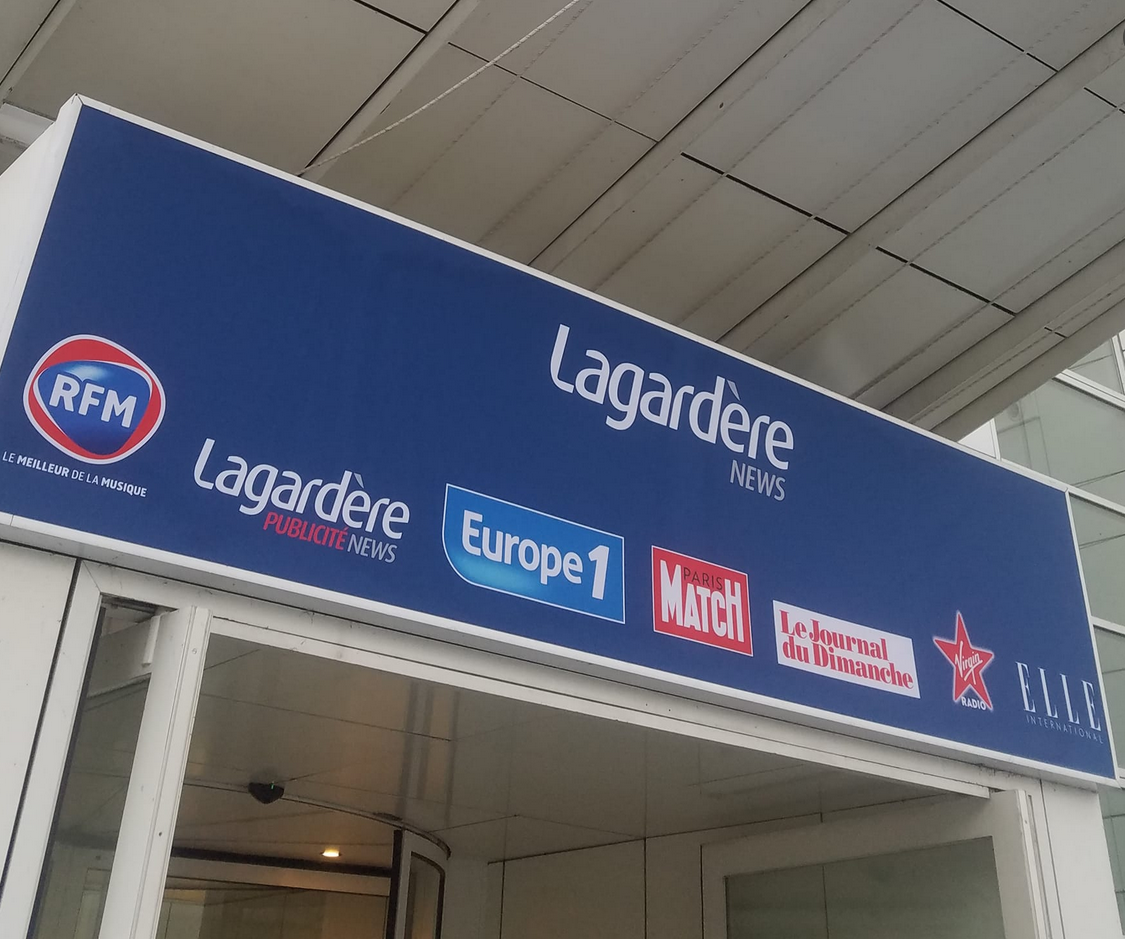 Lagardère
NEWS
RFM
LE MEILLEUR DE LA MUSIQUE
Lagardère
PUBLICITÉ NEWS
Europe 1
PARIS
MATCH
Le Journal
du Dimanche
Virgin
RADIO
ELLE
INTERNATIONAL